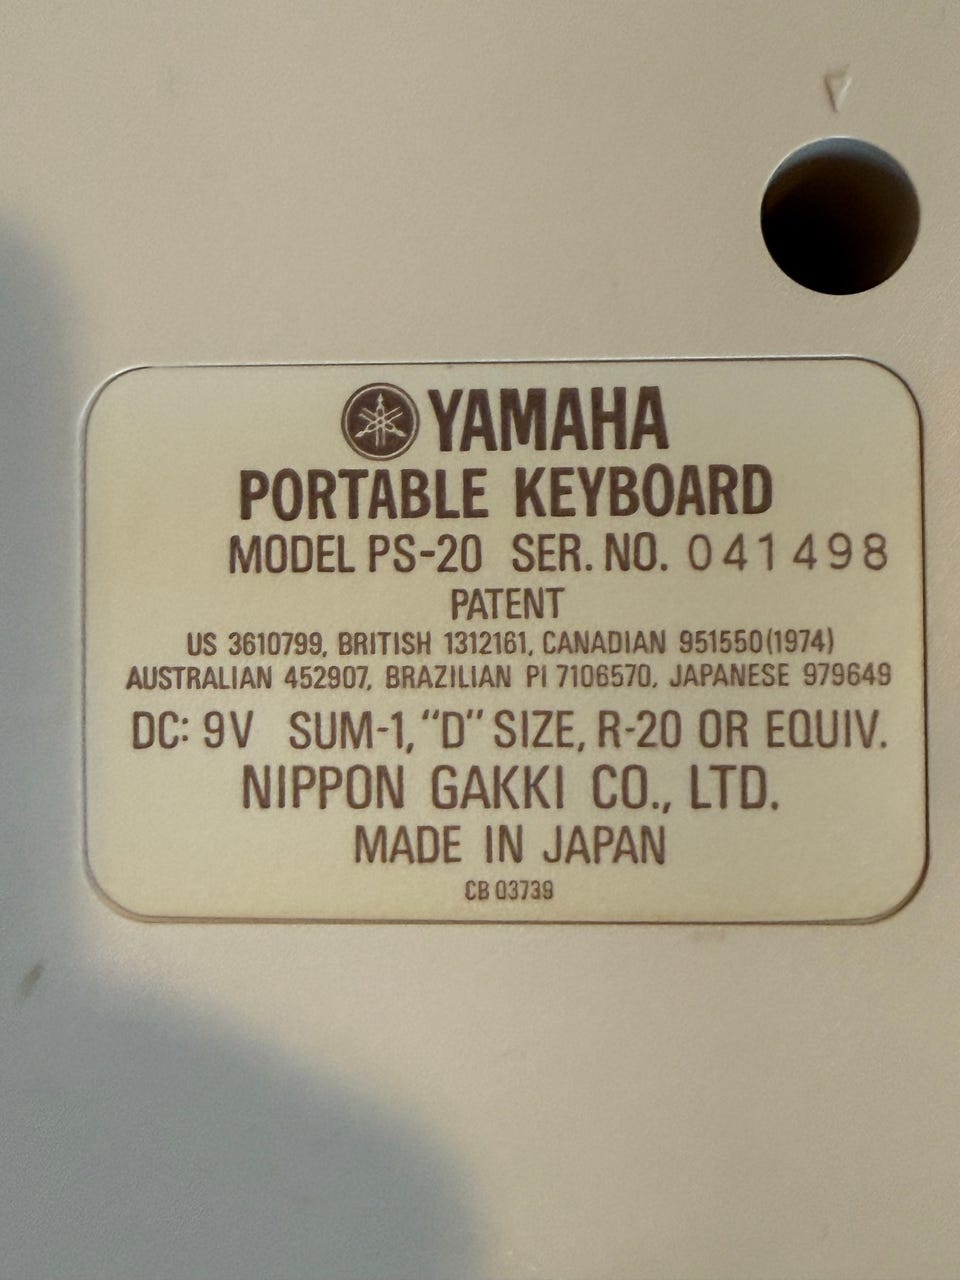 YAMAHA
PORTABLE KEYBOARD
MODEL PS-20 SER. NO. 041498
PATENT
US 3610799, BRITISH 1312161, CANADIAN 951550(1974)
AUSTRALIAN 452907, BRAZILIAN PI 7106570, JAPANESE 979649
DC: 9V SUM-1, "D" SIZE, R-20 OR EQUIV.
NIPPON GAKKI CO., LTD.
MADE IN JAPAN
CB 03739